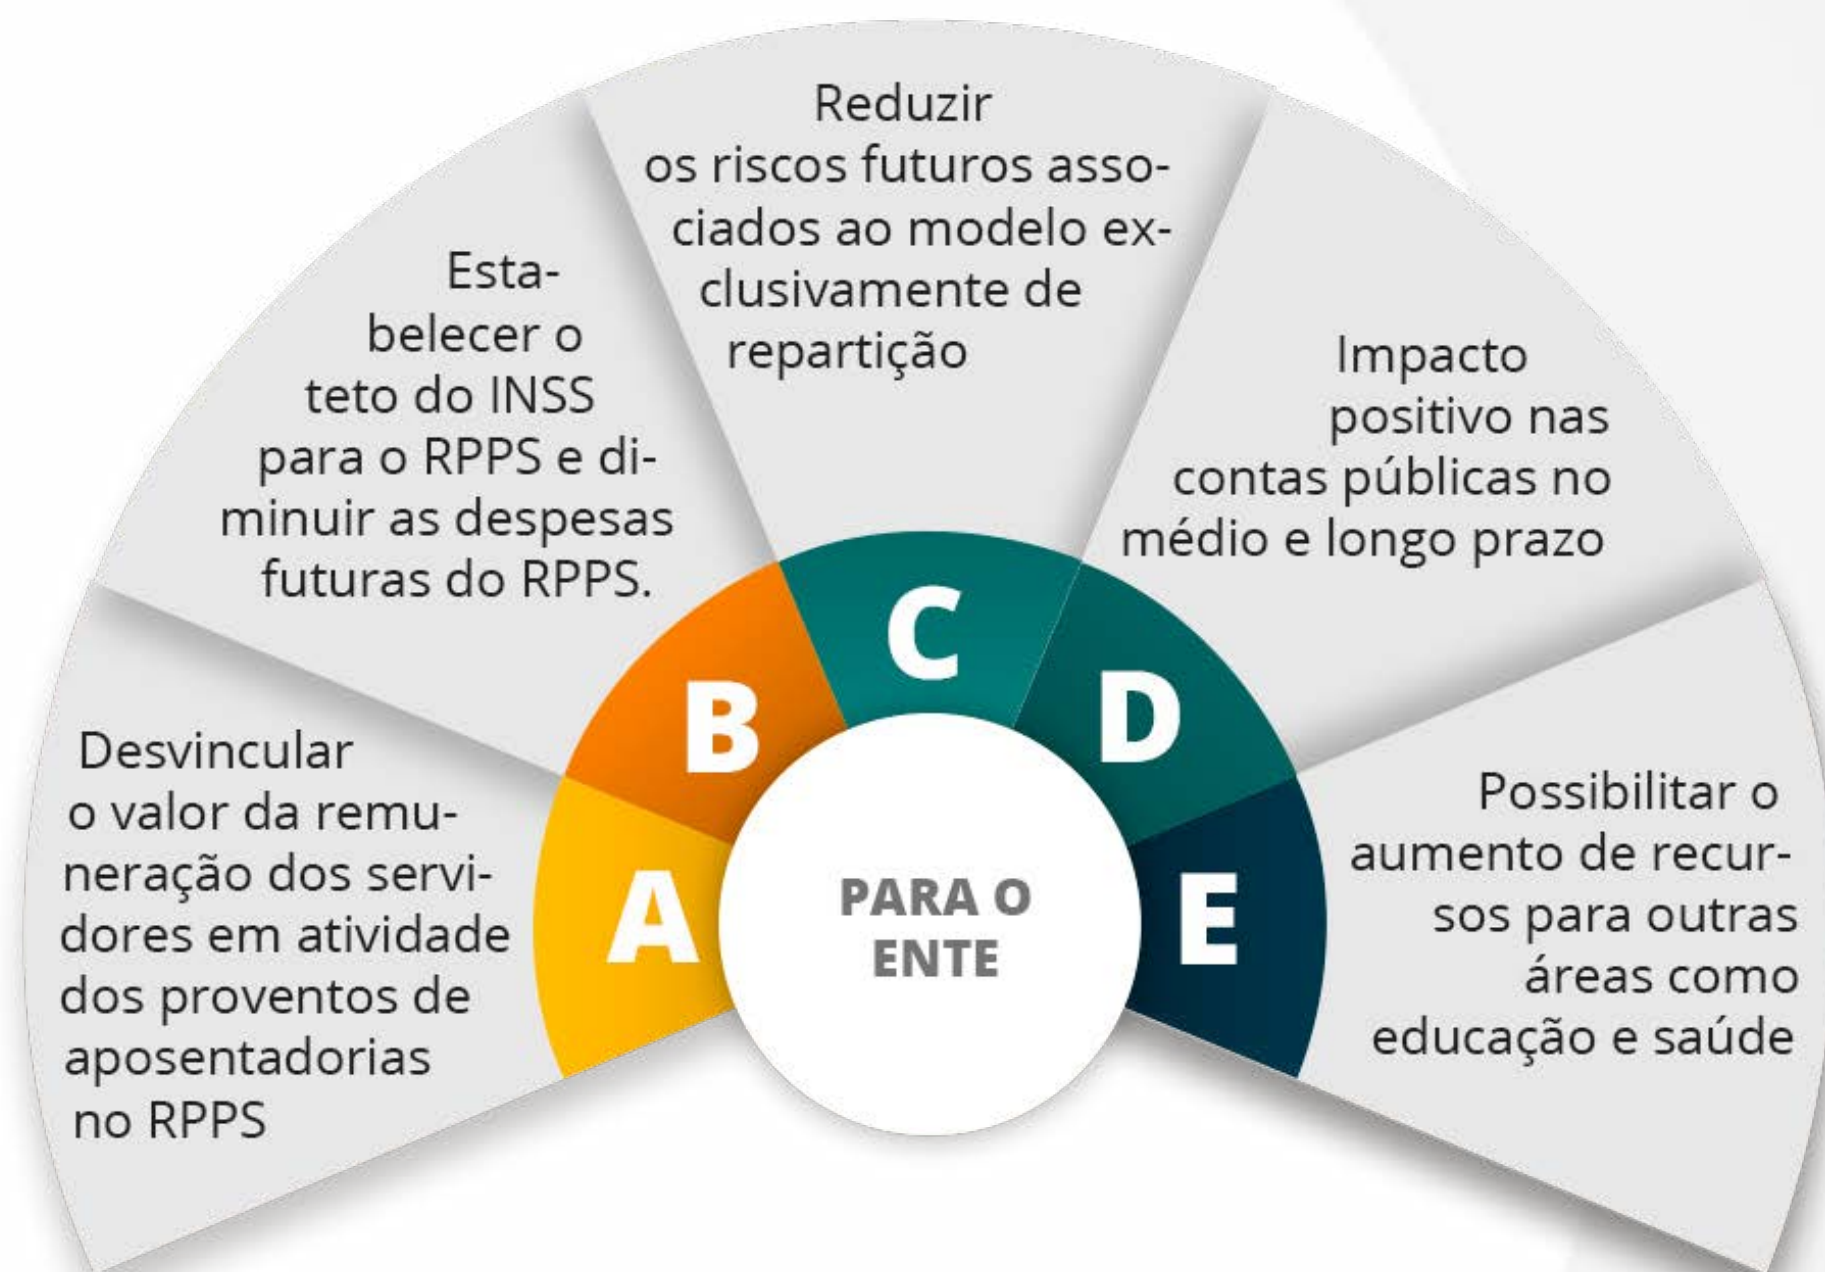 Desvincular
o valor da remu-
neração dos servi-
dores em atividade
dos proventos de
aposentadorias
no RPPS
A
Esta-
belecer o
teto do INSS
para o RPPS e di-
minuir as despesas
futuras do RPPS.
B
Reduzir
os riscos futuros asso-
ciados ao modelo ex-
clusivamente de
repartição
C
Impacto
positivo nas
contas públicas no
médio e longo prazo
D
Possibilitar o
aumento de recur-
sos para outras
áreas como
educação e saúde
E
PARA O
ENTE